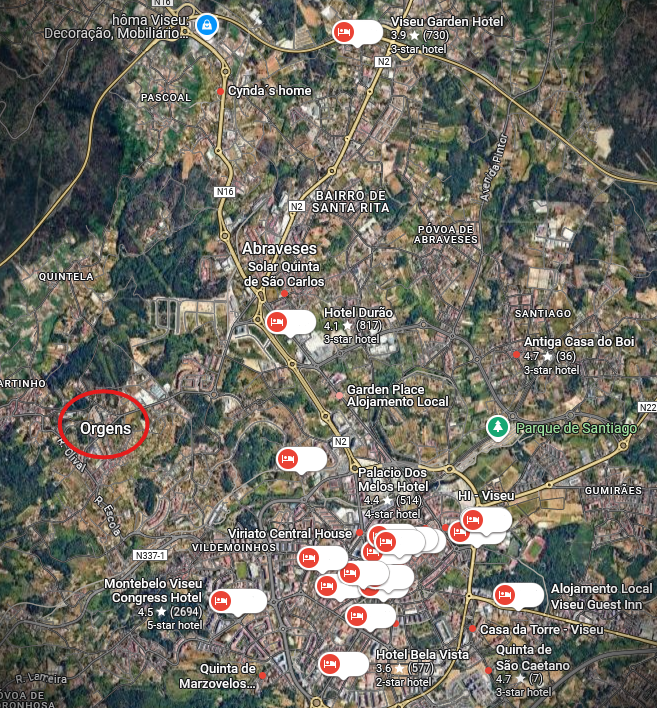 N16
hôma Viseu:
Decoração, Mobiliário...
Viseu Garden Hotel
3.9 ★ (730)
3-star hotel
N2
PASCOAL
Cynda´s home
Avenida Pintor
N16
N2
BAIRRO DE
SANTA RITA
PÓVOA DE
ABRAVESES
Abraveses
Solar Quinta
de São Carlos
QUINTELA
Hotel Durão
4.1 ★ (817)
3-star hotel
SANTIAGO
Antiga Casa do Boi
4.7 ★ (36)
3-star hotel
ARTINHO
Garden Place
Alojamento Local
N22
Orgens
Parque de Santiago
N2
R. Escola
Palacio Dos
Melos Hotel
4.4 ★ (514)
4-star hotel
HI - Viseu
GUMIRÃES
Viriato Central House
VILDEMOINHOS
N337-1
Montebelo Viseu
Congress Hotel
4.5 ★ (2694)
5-star hotel
Alojamento Local
Viseu Guest Inn
Casa da Torre - Viseu
Hotel Bela Vista
3.6 ★ (577)
2-star hotel
Quinta de
São Caetano
4.7 ★ (7)
3-star hotel
Quinta de
Marzovelos...
R. Lameira
ÓVOA DE